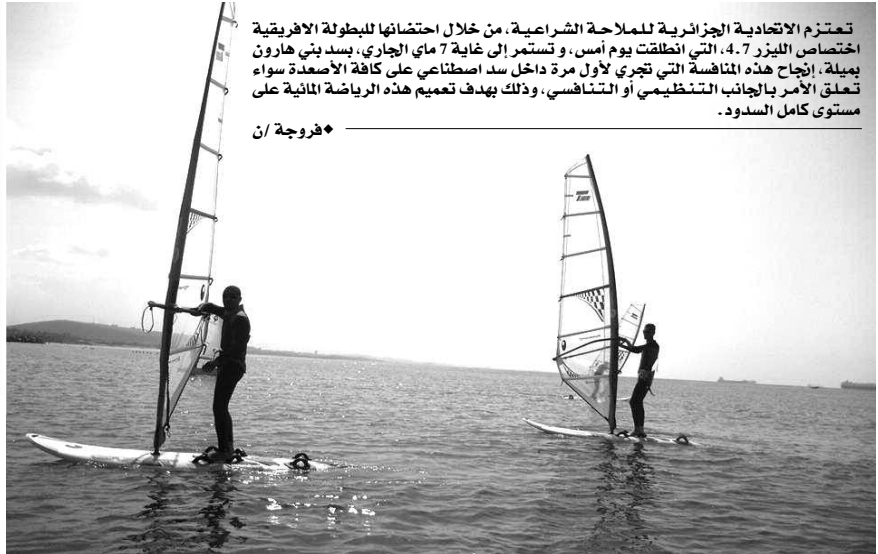 تعتزم الاتحادية الجزائرية للملاحة الشراعية، من خلال احتضانها للبطولة الافريقية
اختصاص الليزر 4.7، التي انطلقت يوم أمس، و تستمر إلى غاية 7 ماي الجاري، بسد بني هارون
بميلة، إنجاح هذه المنافسة التي تجري لأول مرة داخل سد اصطناعي على كافة الأصعدة سواء
تعلق الأمر بالجانب التنظيمي أو التنافسي، وذلك بهدف تعميم هذه الرياضة المائية على
مستوى كامل السدود.
◆فروجة /ن